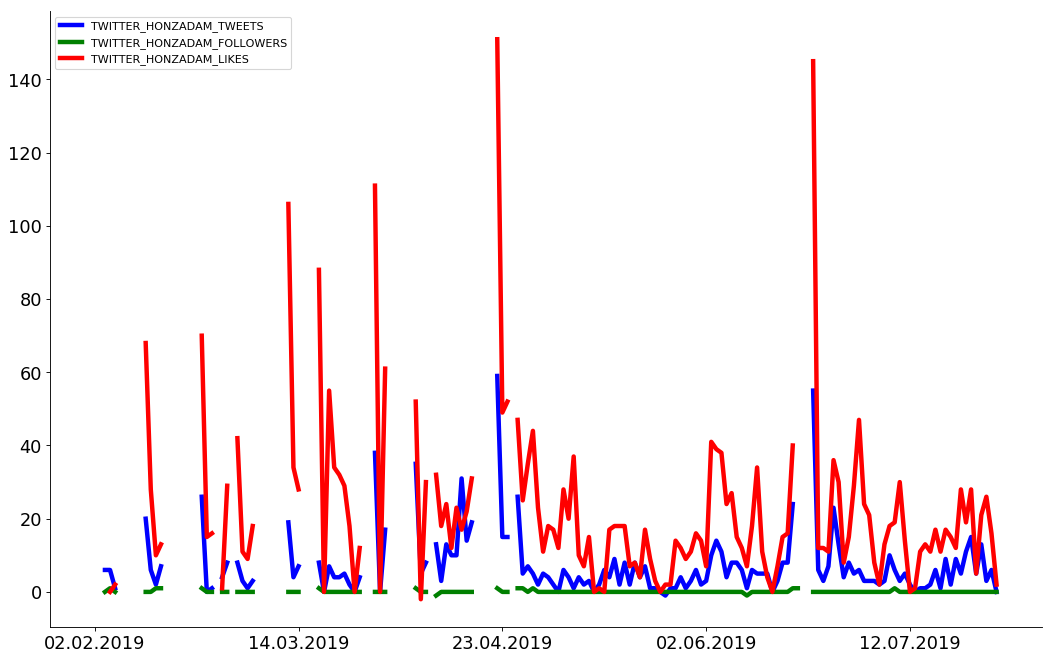 TWITTER_HONZADAM_TWEETS
TWITTER_HONZADAM_FOLLOWERS
TWITTER_HONZADAM_LIKES
140
120
100
80
60
40
20
0
02.02.2019 14.03.2019 23.04.2019 02.06.2019 12.07.2019